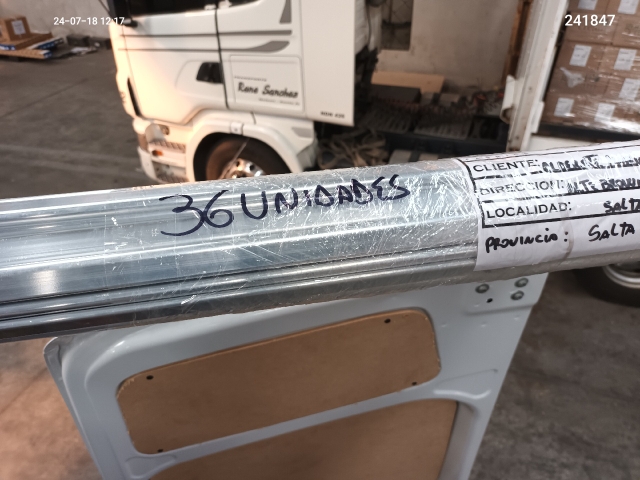 24-07-18 12:17
241847
Rene Sanchez
36 UNIDADES
CLIENTE:
DIRECCION:
LOCALIDAD: SALTA
PROVINCIA: SALTA